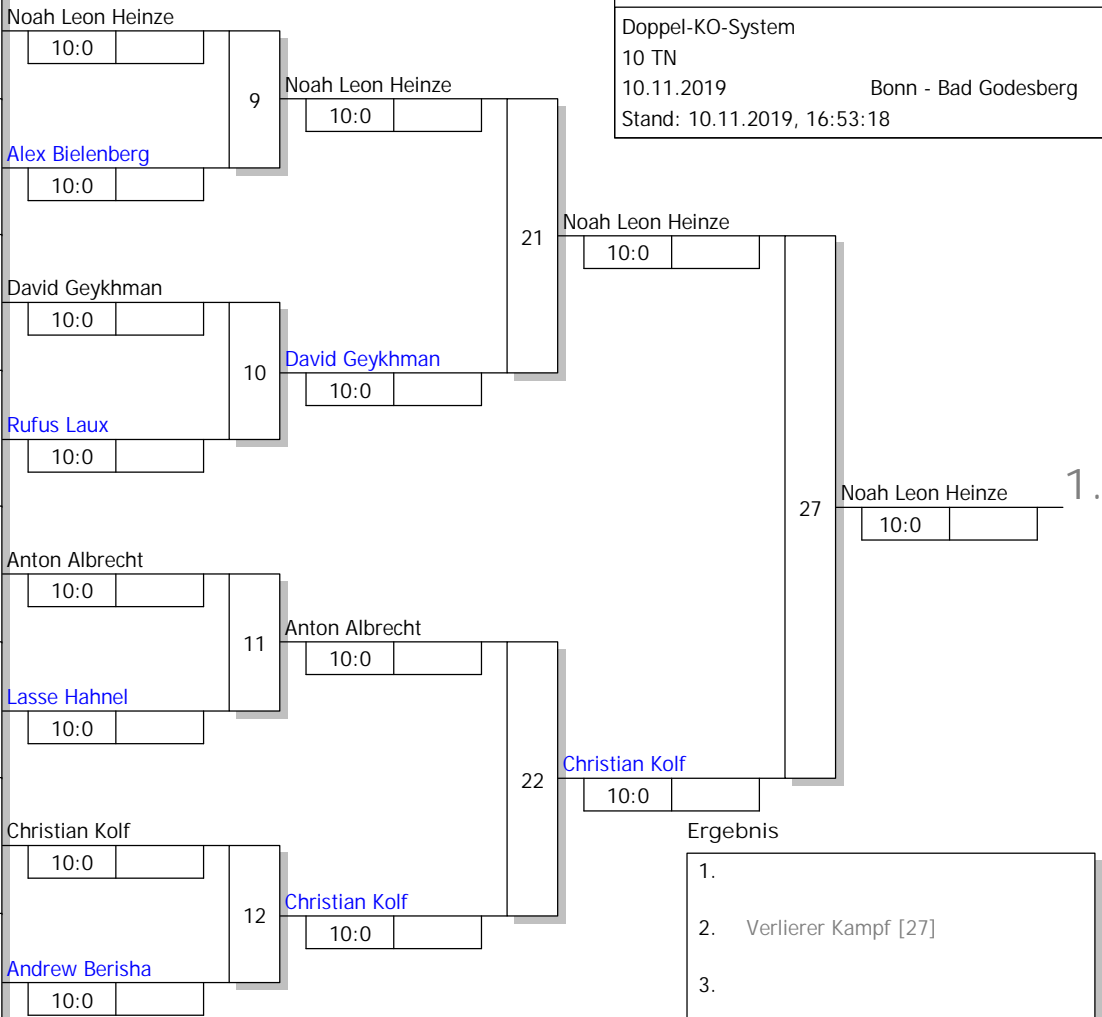 Noah Leon Heinze
10:0
9
Alex Bielenberg
10:0
David Geykhman
10:0
10
Rufus Laux
10:0
Anton Albrecht
10:0
11
Lasse Hahnel
10:0
Christian Kolf
10:0
12
Andrew Berisha
10:0
Noah Leon Heinze
10:0
21
David Geykhman
10:0
Anton Albrecht
10:0
22
Christian Kolf
10:0
Noah Leon Heinze
10:0
27
Christian Kolf
10:0
Noah Leon Heinze 1.
10:0
Doppel-KO-System
10 TN
10.11.2019 Bonn - Bad Godesberg
Stand: 10.11.2019, 16:53:18
Ergebnis
1.
2. Verlierer Kampf [27]
3.